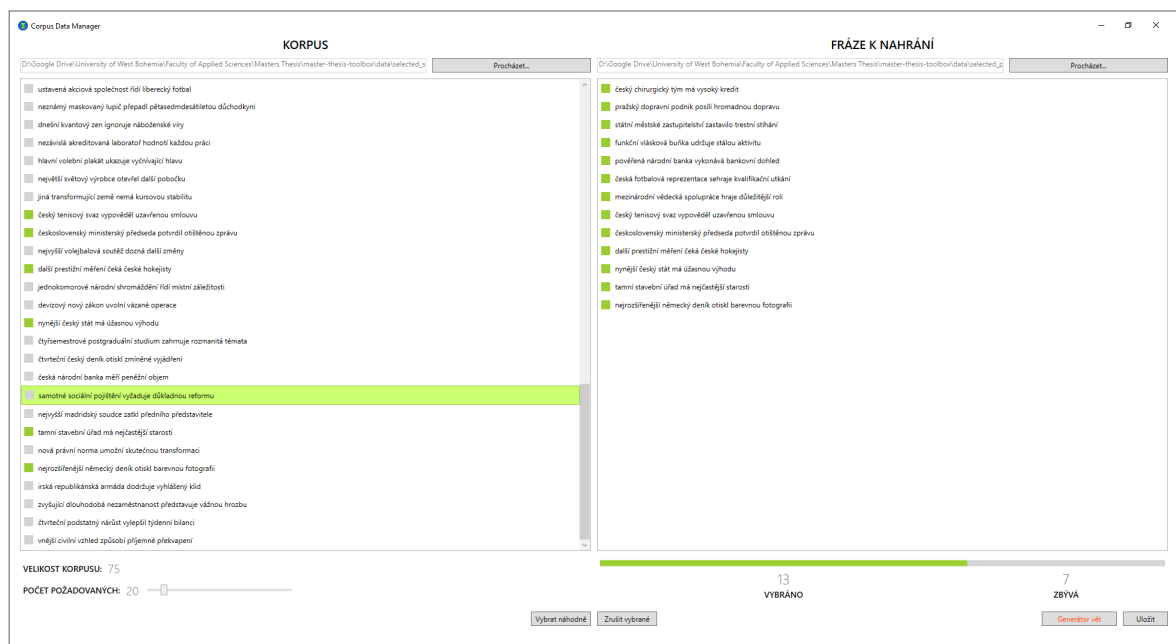 Corpus Data Manager
KORPUS
D:\Google Drive\University of West Bohemia\Faculty of Applied Sciences\Masters Thesis\master-thesis-toolbox\data\selected_s
Procházet...
ustavená akciová společnost řídí liberecký fotbal
neznámý maskovaný lupič přepadl pětasedmdesátiletou důchodkyni
dnešní kvantový zen ignoruje náboženské víry
nezávislá akreditovaná laboratoř hodnotí každou práci
hlavní volební plakát ukazuje vyčnívající hlavu
největší světový výrobce otevřel další pobočku
jiná transformující země nemá kursovou stabilitu
český tenisový svaz vypověděl uzavřenou smlouvu
československý ministerský předseda potvrdil otištěnou zprávu
nejvyšší volejbalová soutěž dozná další změny
další prestižní měření čeká české hokejisty
jednokomorové národní shromáždění řídí místní záležitosti
devizový nový zákon uvolní vázané operace
nynější český stát má úžasnou výhodu
čtyřsemestrové postgraduální studium zahrnuje rozmanitá témata
čtvrteční český deník otiskl zmíněné vyjádření
česká národní banka měří peněžní objem
samotné sociální pojištění vyžaduje důkladnou reformu
nejvyšší madridský soudce zatkl předního představitele
tamní stavební úřad má nejčastější starosti
nová právní norma umožní skutečnou transformaci
nejrozšířenější německý deník otiskl barevnou fotografii
irská republikánská armáda dodržuje vyhlášený klid
zvyšující dlouhodobá nezaměstnanost představuje vážnou hrozbu
čtvrteční podstatný nárůst vylepšil týdenní bilanci
vnější civilní vzhled způsobí příjemné překvapení
VELIKOST KORPUSU: 75
POČET POŽADOVANÝCH: 20
Vybrat náhodně
FRÁZE K NAHRÁNÍ
D:\Google Drive\University of West Bohemia\Faculty of Applied Sciences\Masters Thesis\master-thesis-toolbox\data\selected_p
Procházet...
český chirurgický tým má vysoký kredit
pražský dopravní podnik posílí hromadnou dopravu
státní městské zastupitelství zastavilo trestní stíhání
funkční vlásková buňka udržuje stálou aktivitu
pověřená národní banka vykonává bankovní dohled
česká fotbalová reprezentace sehraje kvalifikační utkání
mezinárodní vědecká spolupráce hraje důležitější roli
český tenisový svaz vypověděl uzavřenou smlouvu
československý ministerský předseda potvrdil otištěnou zprávu
další prestižní měření čeká české hokejisty
nynější český stát má úžasnou výhodu
tamní stavební úřad má nejčastější starosti
nejrozšířenější německý deník otiskl barevnou fotografii
13
VYBRÁNO
7
ZBÝVÁ
Zrušit vybrané
Generátor vět
Uložit